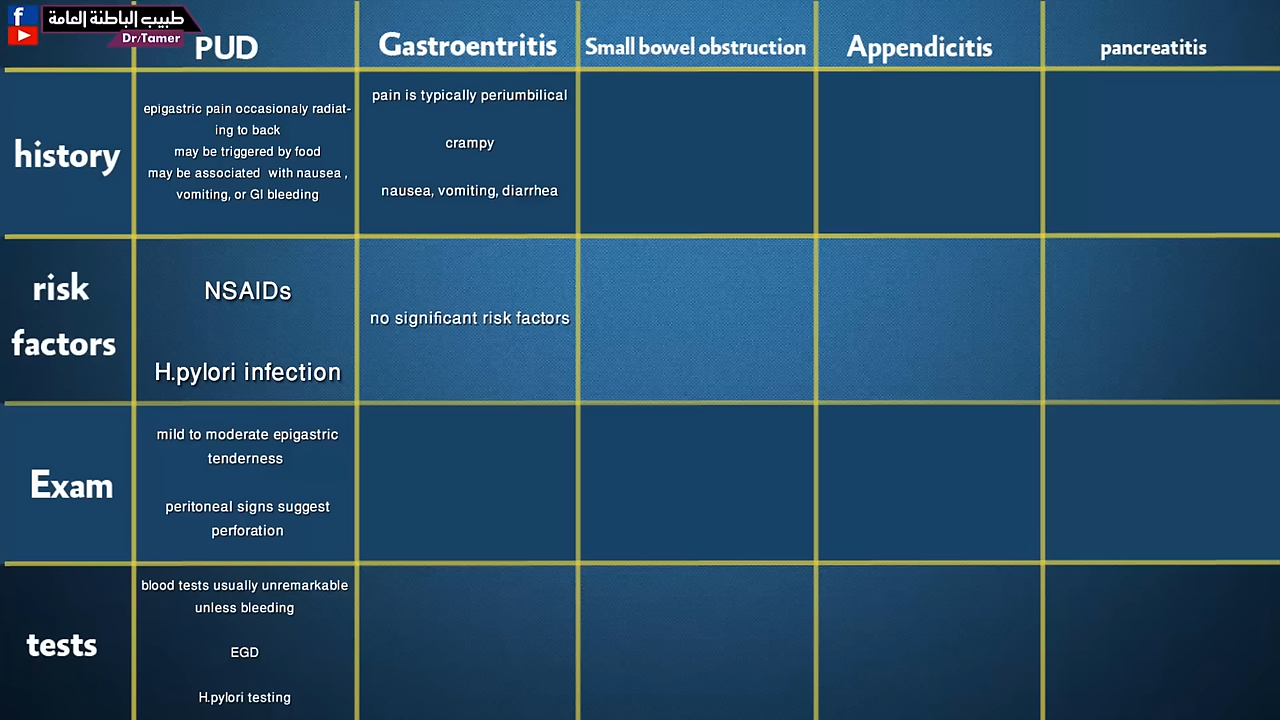 f
طبيب الباطنة العامة
Dr/Tamer
PUD
Gastroentritis
Small bowel obstruction
Appendicitis
pancreatitis
history
epigastric pain occasionaly radiat-
ing to back
may be triggered by food
may be associated with nausea ,
vomiting, or GI bleeding
pain is typically periumbilical
crampy
nausea, vomiting, diarrhea
risk
factors
NSAIDs
H.pylori infection
no significant risk factors
Exam
mild to moderate epigastric
tenderness
peritoneal signs suggest
perforation
tests
blood tests usually unremarkable
unless bleeding
EGD
H.pylori testing